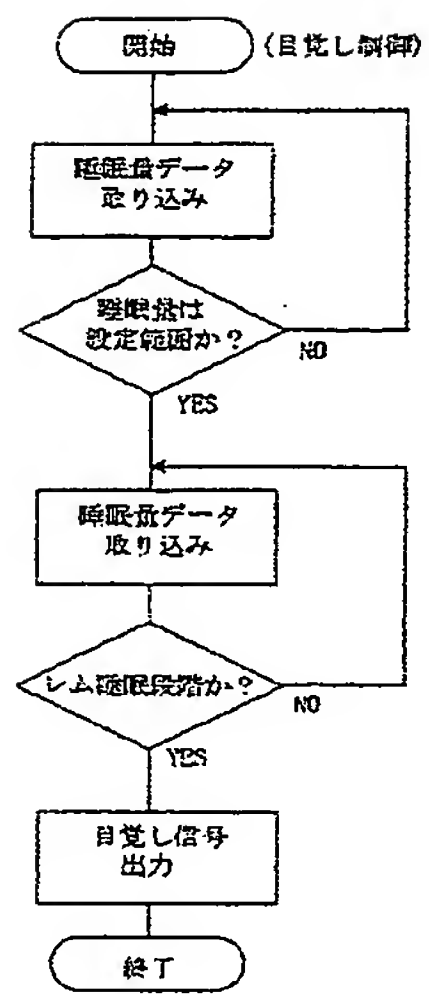 開始
(目覚し制御)
睡眠量データ
取り込み
睡眠量は
設定範囲か?
NO
YES
睡眠量データ
取り込み
レム睡眠段階か?
NO
YES
目覚し信号
出力
終了